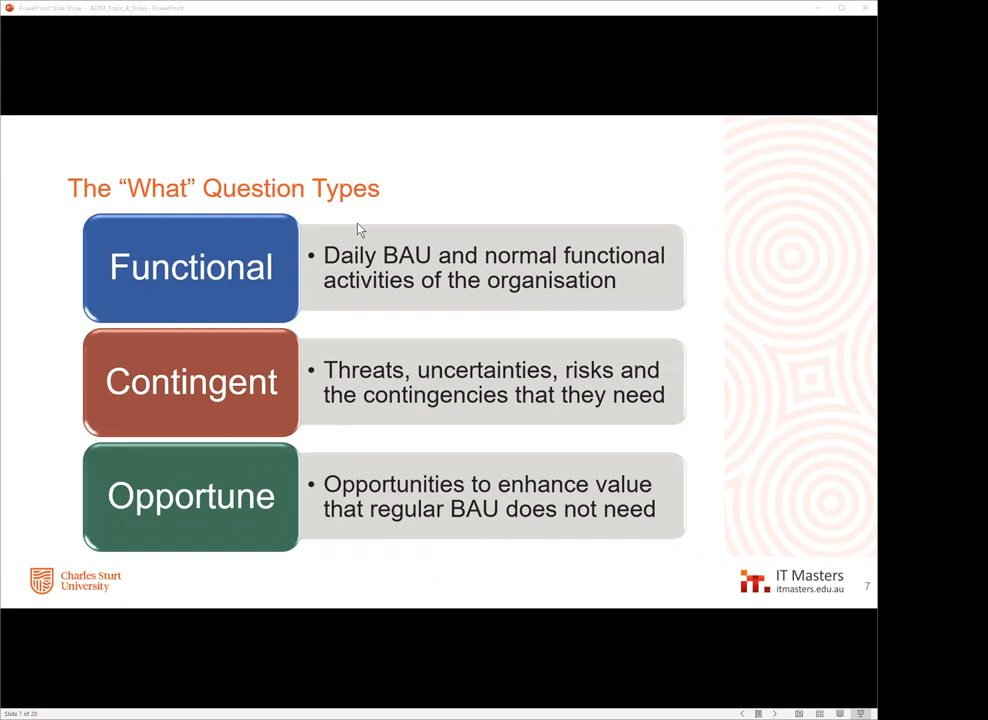 PowerPoint Slide Show - ADIM_Topic_4_Slides - PowerPoint
The “What” Question Types
Functional
• Daily BAU and normal functional
activities of the organisation
Contingent
• Threats, uncertainties, risks and
the contingencies that they need
Opportune
• Opportunities to enhance value
that regular BAU does not need
Charles Sturt
University
IT Masters
itmasters.edu.au
7
Slide 7 of 20